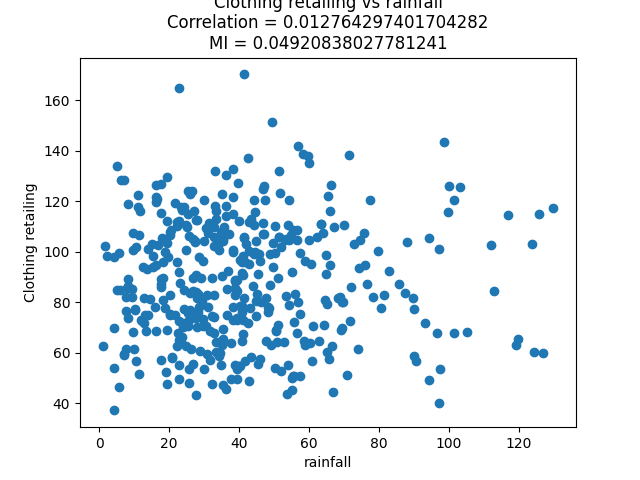 Clothing retailing vs rainfall
Correlation = 0.012764297401704282
MI = 0.04920838027781241
160
140
120
100
80
60
40
Clothing retailing
0 20 40 60 80 100 120
rainfall